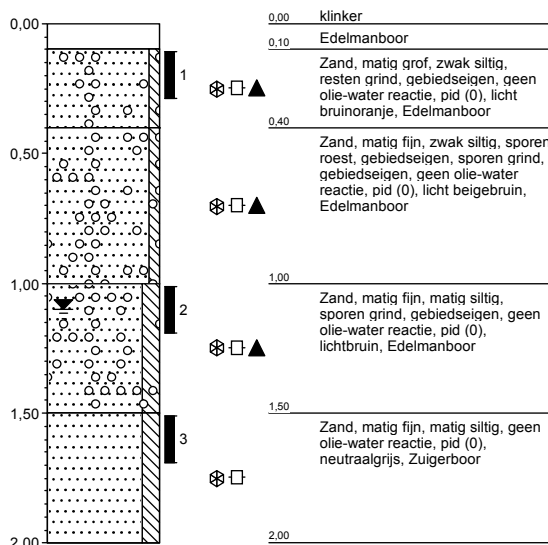 0,00
0,50
1,00
1,50
2,00
1
2
3
0,00 klinker
0,10 Edelmanboor
Zand, matig grof, zwak siltig,
resten grind, gebiedseigen, geen
olie-water reactie, pid (0), licht
bruinoranje, Edelmanboor
0,40
Zand, matig fijn, zwak siltig, sporen
roest, gebiedseigen, sporen grind,
gebiedseigen, geen olie-water
reactie, pid (0), licht beigebruin,
Edelmanboor
1,00
Zand, matig fijn, matig siltig,
sporen grind, gebiedseigen, geen
olie-water reactie, pid (0),
lichtbruin, Edelmanboor
1,50
Zand, matig fijn, matig siltig, geen
olie-water reactie, pid (0),
neutraalgrijs, Zuigerboor
2,00